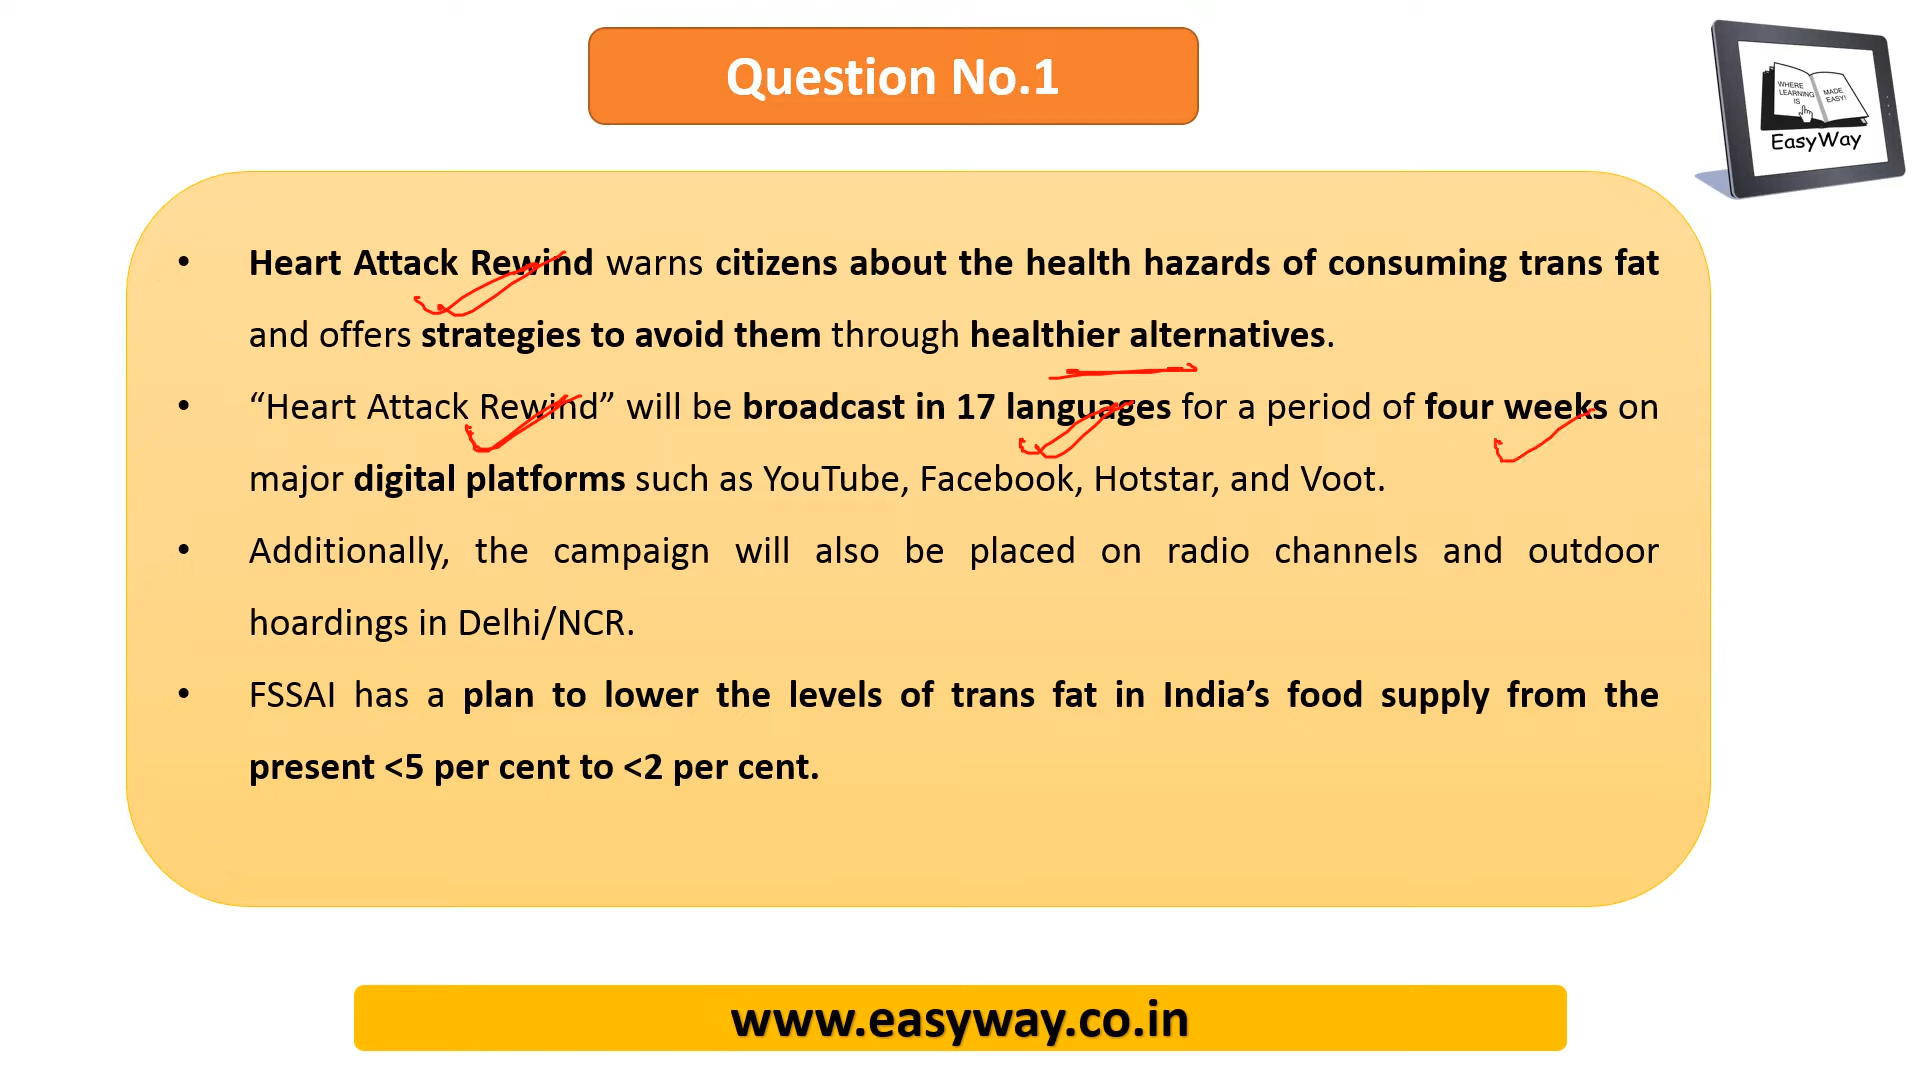 Question No.1
WHERE
LEARNING
IS
MADE
EASY!
EasyWay
• Heart Attack Rewind warns citizens about the health hazards of consuming trans fat
and offers strategies to avoid them through healthier alternatives.
• “Heart Attack Rewind” will be broadcast in 17 languages for a period of four weeks on
major digital platforms such as YouTube, Facebook, Hotstar, and Voot.
• Additionally, the campaign will also be placed on radio channels and outdoor
hoardings in Delhi/NCR.
• FSSAI has a plan to lower the levels of trans fat in India’s food supply from the
present <5 per cent to <2 per cent.
www.easyway.co.in